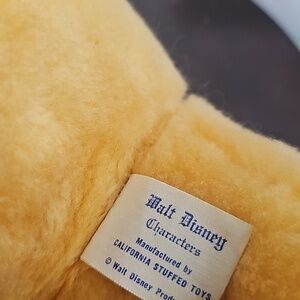 Walt Disney
Characters
Manufactured by
CALIFORNIA STUFFED TOYS
© Walt Disney